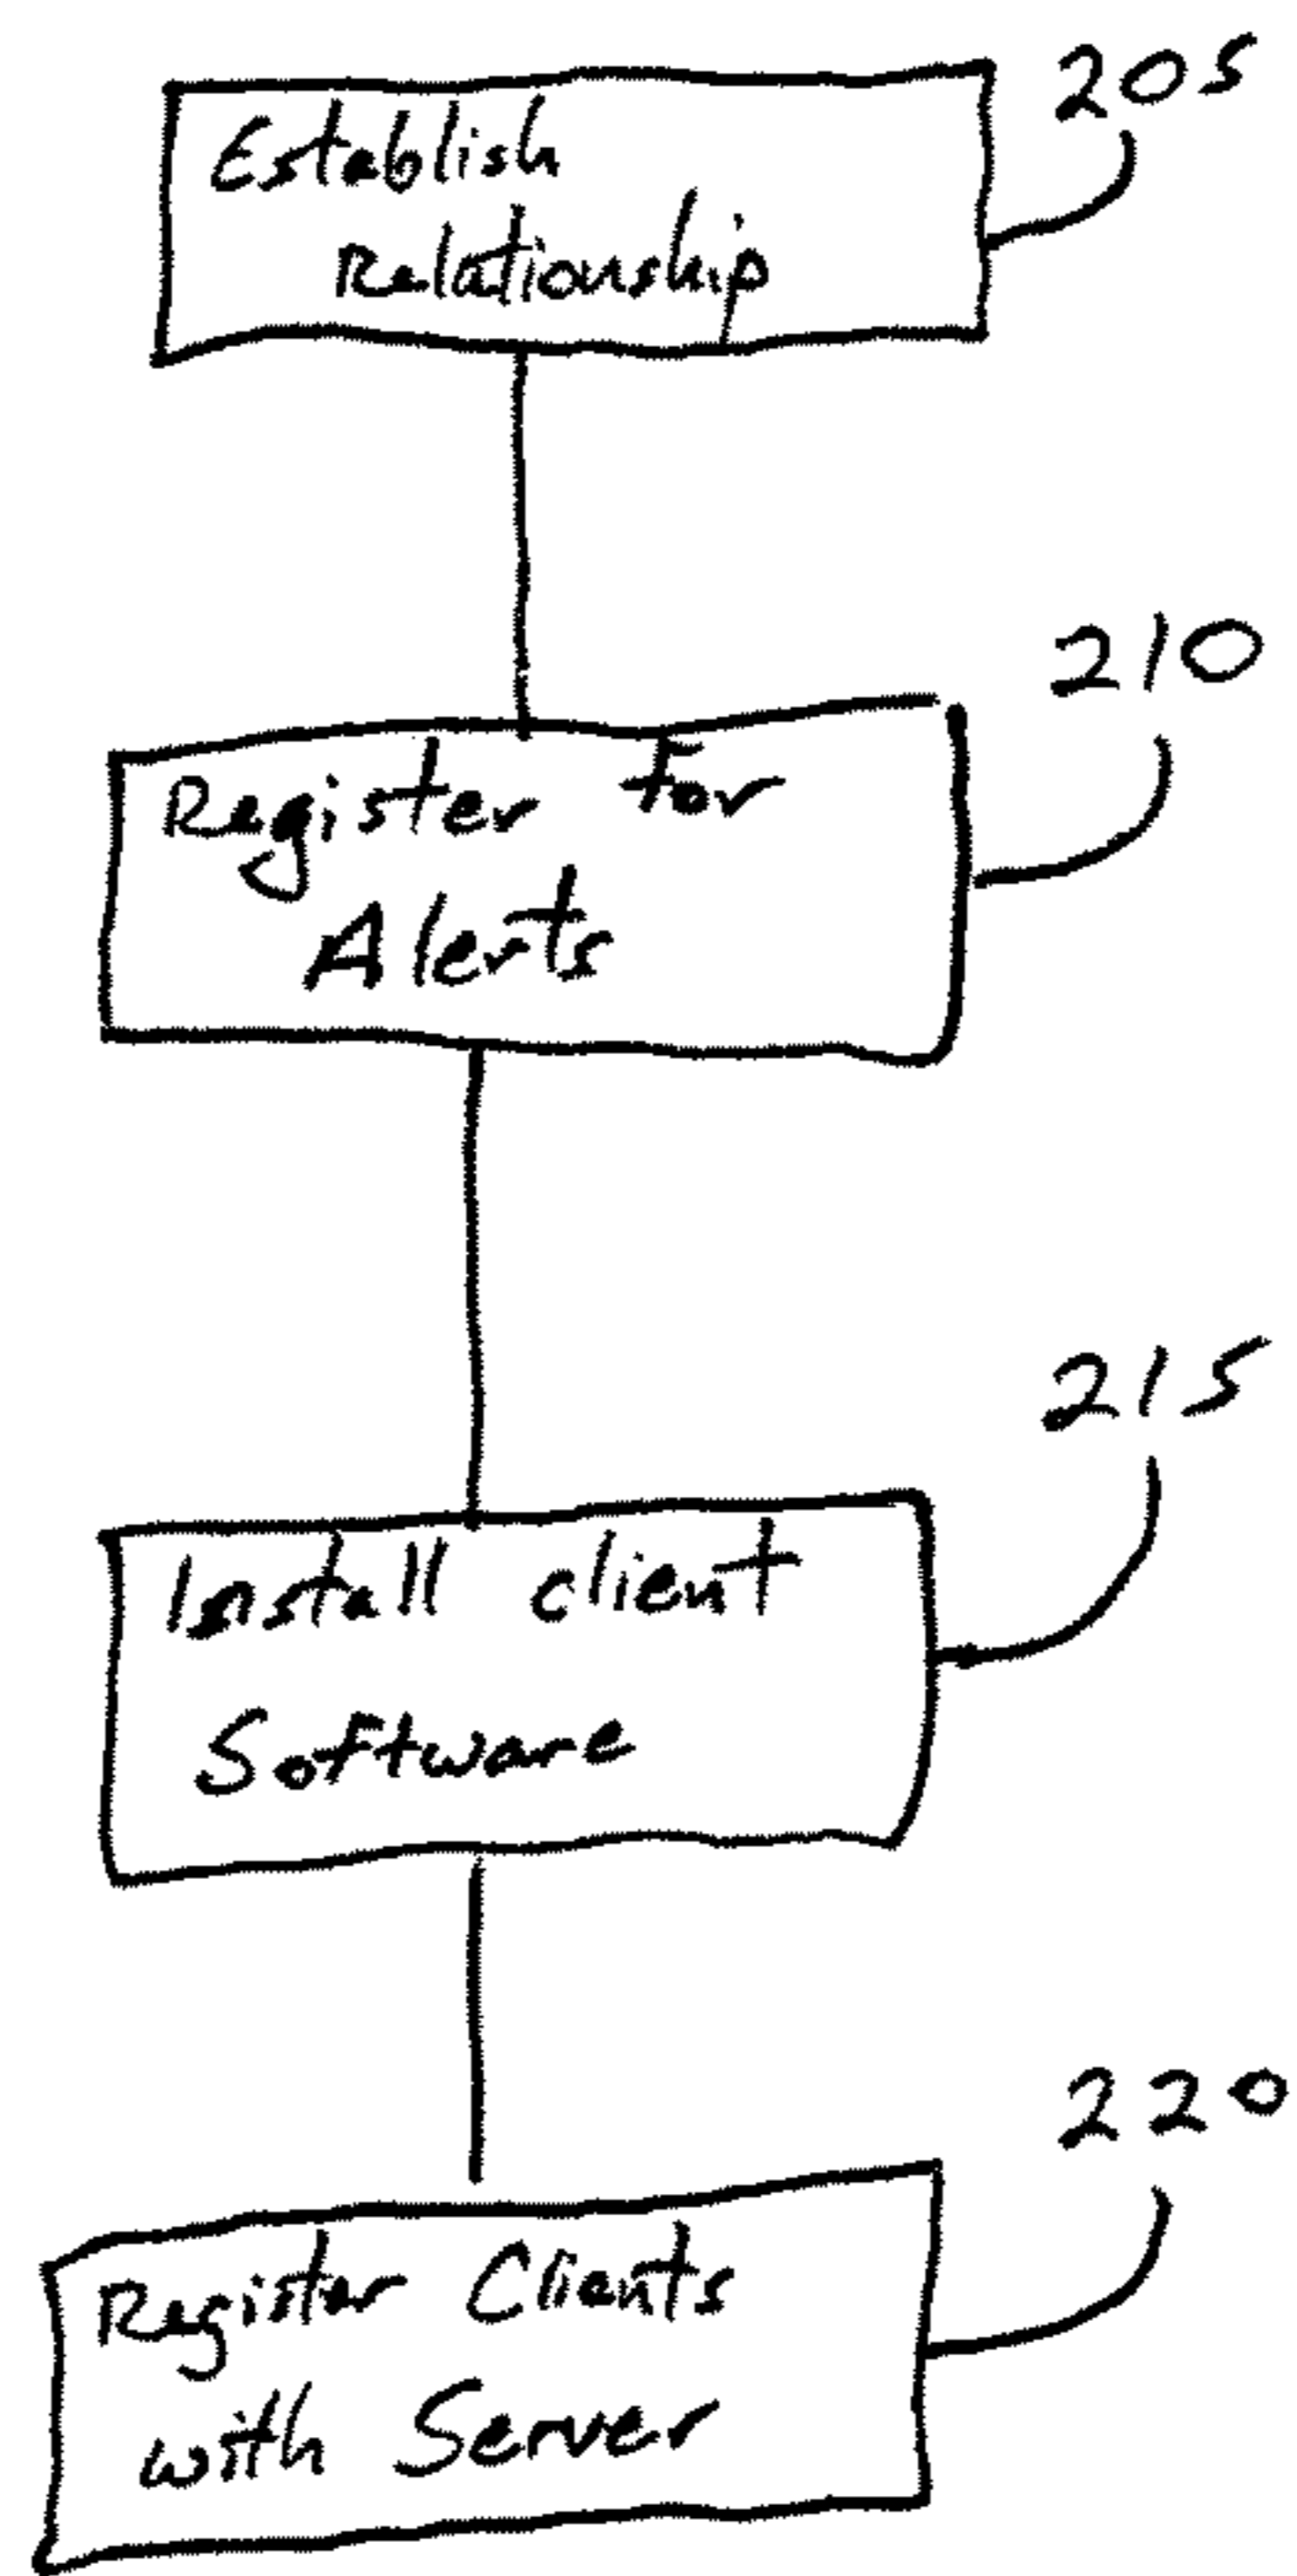 205
Establish
Relationship
210
Register for
Alerts
215
Install client
Software
220
Register Clients
with Server